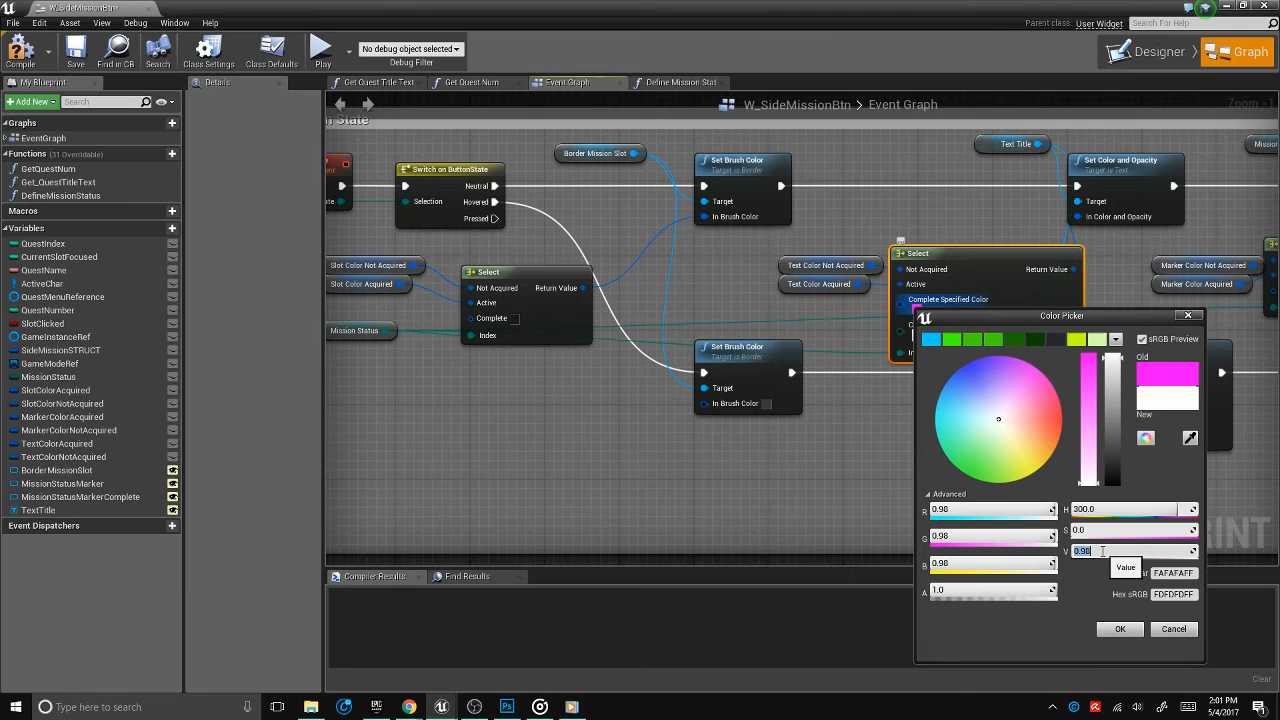 W_SideMissionBtn*
File Edit Asset View Debug Window Help
Parent class: User Widget
Search For Help
Compile Save Find in CB Search Class Settings Class Defaults Play
No debug object selected
Debug Filter
Designer
Graph
My Blueprint
Details
Get Quest Title Text
Get Quest Num
Event Graph
Define Mission Stat
Add New
Search
W_SideMissionBtn > Event Graph
Zoom -1
Graphs
EventGraph
Functions (31 Overridable)
GetQuestNum
Get_QuestTitleText
DefineMissionStatus
Macros
Variables
QuestIndex
CurrentSlotFocused
QuestName
ActiveChar
QuestMenuReference
QuestNumber
SlotClicked
GameInstanceRef
SideMissionSTRUCT
GameModeRef
MissionStatus
SlotColorAcquired
SlotColorNotAcquired
MarkerColorAcquired
MarkerColorNotAcquired
TextColorAcquired
TextColorNotAcquired
BorderMissionSlot
MissionStatusMarker
MissionStatusMarkerComplete
TextTitle
Event Dispatchers
n State
Switch on ButtonState
Neutral
Selection Hovered
Pressed
Border Mission Slot
Set Brush Color
Target is Border
Target
In Brush Color
Text Title
Set Color and Opacity
Target is Text
Target
In Color and Opacity
Mission
Slot Color Not Acquired
Slot Color Acquired
Mission Status
Select
Not Acquired Return Value
Active
Complete
Index
Set Brush Color
Target is Border
Target
In Brush Color
Text Color Not Acquired
Text Color Acquired
Select
Not Acquired Return Value
Active
Complete Specified Color
Marker Color Not Acquired
Marker Color Acquired
Color Picker
sRGB Preview
Old
New
Advanced
R 0.98
G 0.98
B 0.98
A 1.0
H 300.0
S 0.0
V 0.98
Value
FAFAFAFF
Hex sRGB FDFDFDFF
OK
Cancel
Compiler Results
Find Results
Clear
Type here to search
2:01 PM
5/4/2017